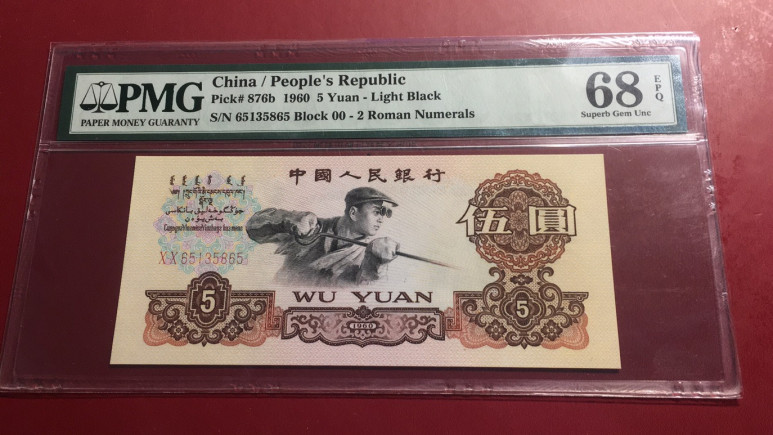 PMG
PAPER MONEY GUARANTY
China / People's Republic
Pick# 876b 1960 5 Yuan - Light Black
S/N 65135865 Block 00 - 2 Roman Numerals
68 EPQ
Superb Gem Unc
中國人民銀行
XX65135865
伍圓
5
WU YUAN
1960
5